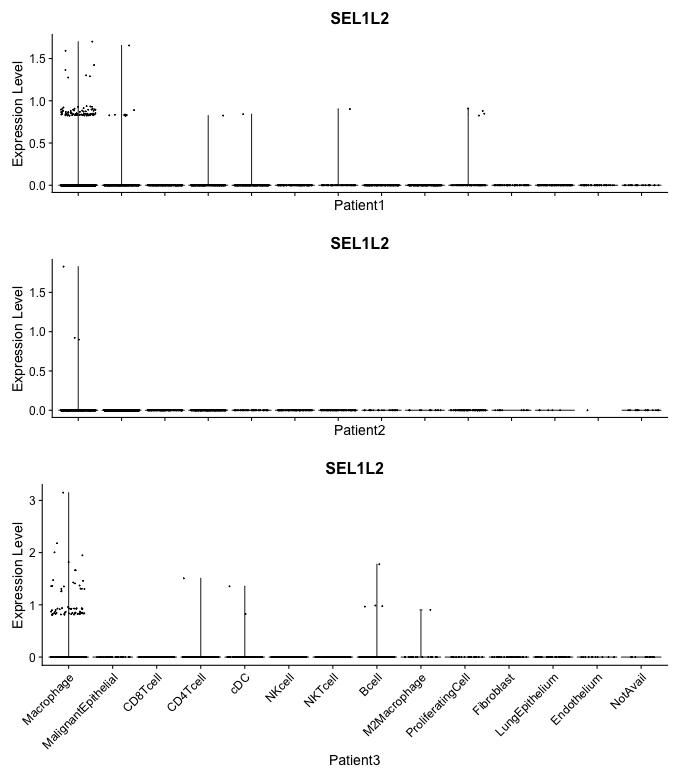 SEL1L2
Expression Level
1.5
1.0
0.5
0.0
Patient1
SEL1L2
Expression Level
1.5
1.0
0.5
0.0
Patient2
SEL1L2
Expression Level
3
2
1
0
Macrophage
MalignantEpithelial
CD8Tcell
CD4Tcell
cDC
NKcell
NKTcell
Bcell
M2Macrophage
ProliferatingCell
Fibroblast
LungEpithelium
Endothelium
NotAvail
Patient3